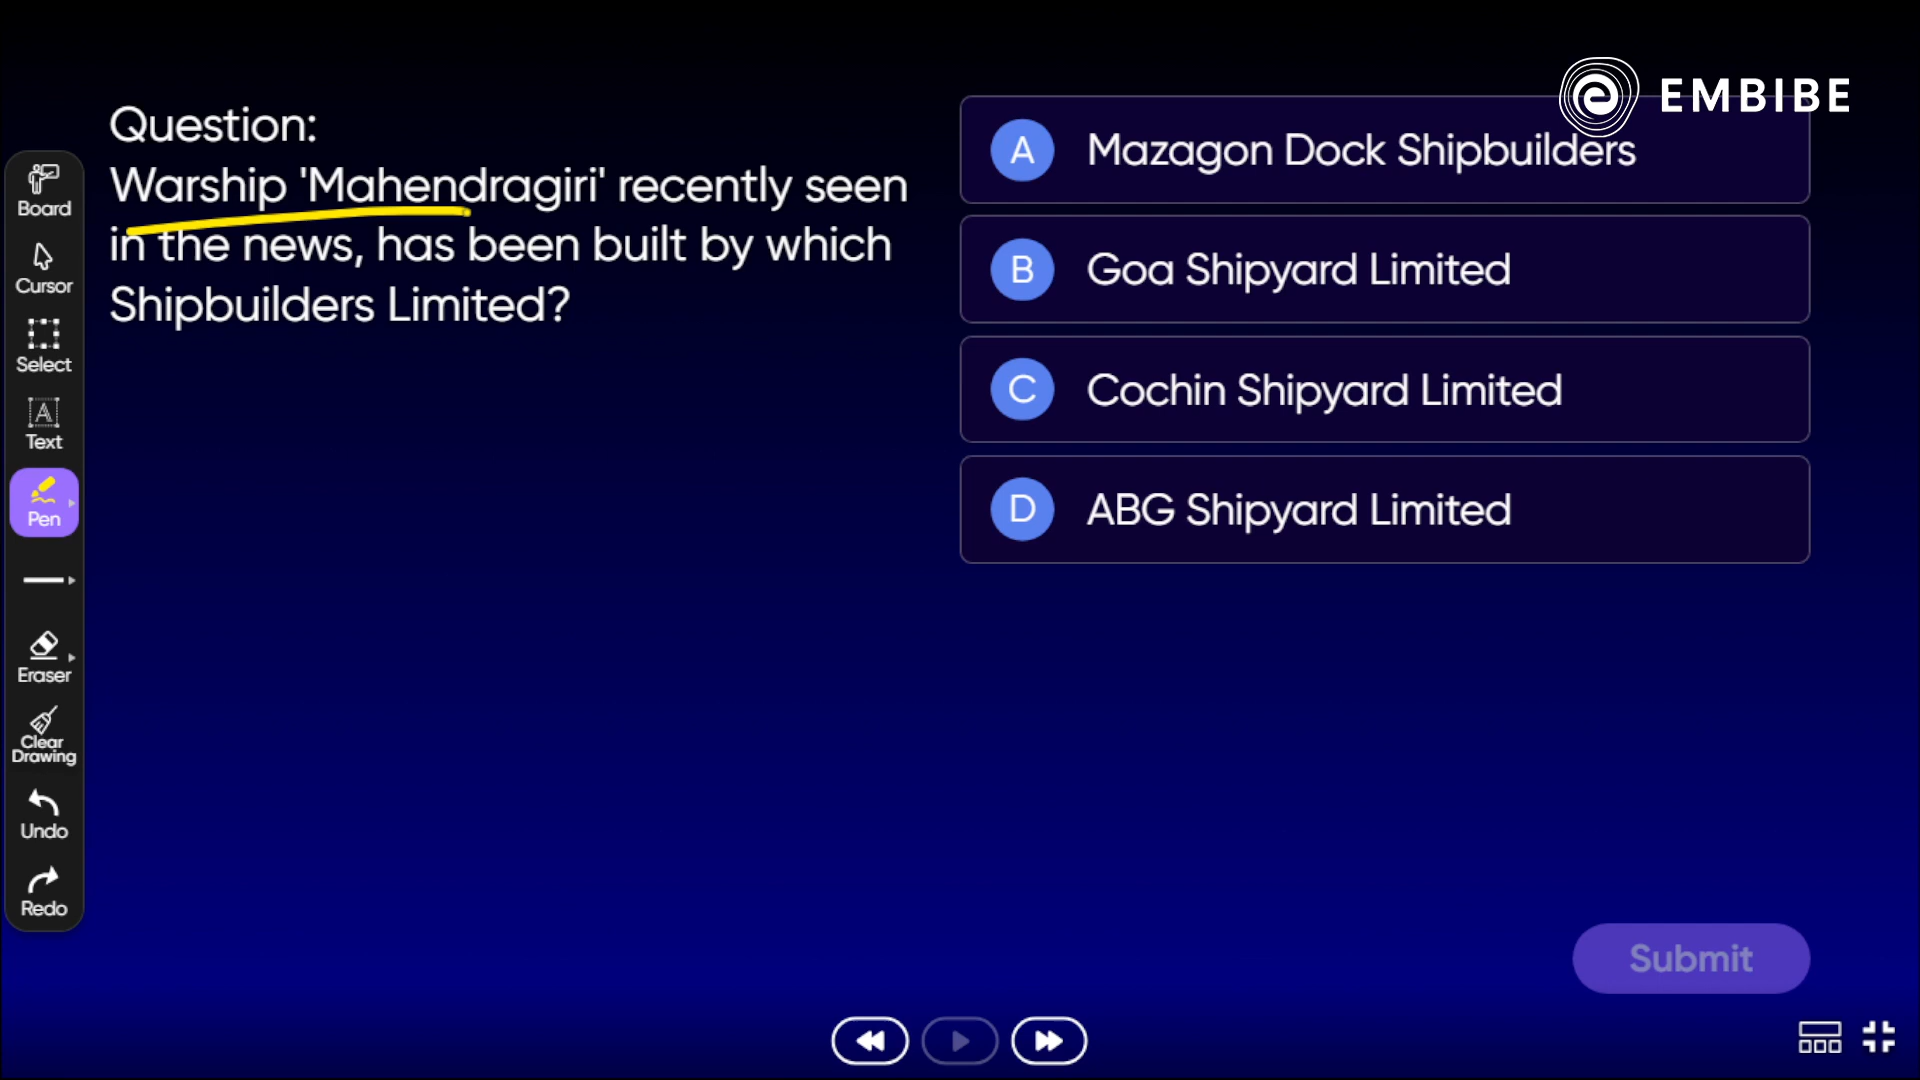 EMBIBE
Question:
Warship 'Mahendragiri' recently seen
in the news, has been built by which
Shipbuilders Limited?
A Mazagon Dock Shipbuilders
B Goa Shipyard Limited
C Cochin Shipyard Limited
D ABG Shipyard Limited
Board
Cursor
Select
A
Text
Pen
Eraser
Clear
Drawing
Undo
Redo
Submit